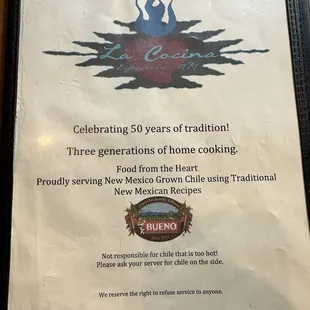 La Cocina
Celebrating 50 years of tradition!
Three generations of home cooking.
Food from the Heart
Proudly serving New Mexico Grown Chile using Traditional
New Mexican Recipes
BUENO
Not responsible for chile that is too hot!
Please ask your server for chile on the side.
We reserve the right to refuse service to anyone.